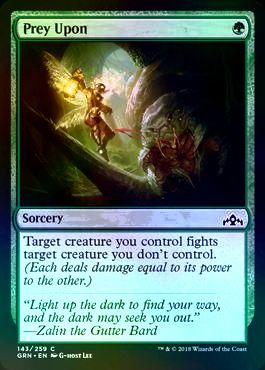 Prey Upon
Sorcery
Target creature you control fights
target creature you don't control.
(Each deals damage equal to its power
to the other.)
"Light up the dark to find your way,
and the dark may seek you out."
—Zalin the Gutter Bard
143/259 C
GRN • EN G-host Lee
™ & © 2018 Wizards of the Coast